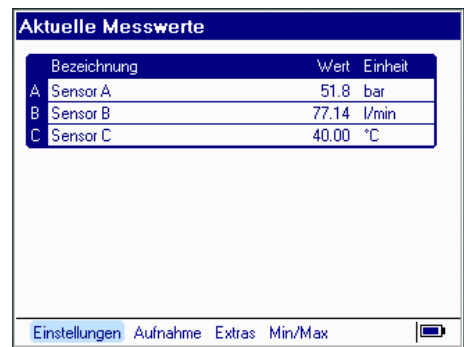 Aktuelle Messwerte
Bezeichnung Wert Einheit
A Sensor A 51.8 bar
B Sensor B 77.14 l/min
C Sensor C 40.00 °C
Einstellungen Aufnahme Extras Min/Max